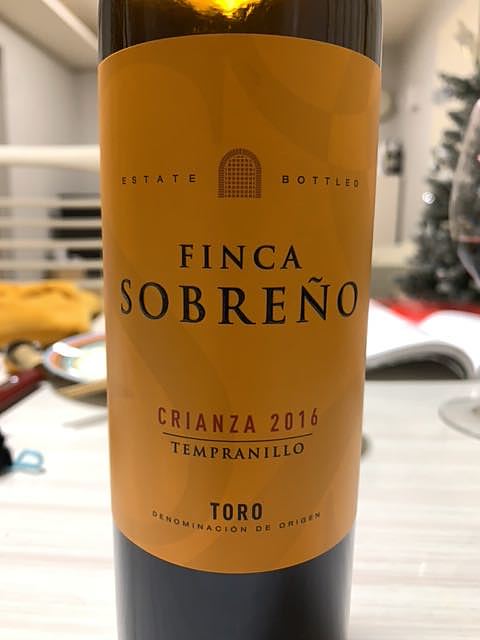 ESTATE BOTTLED
FINCA
SOBREÑO
CRIANZA 2016
TEMPRANILLO
TORO
DENOMINACIÓN DE ORIGEN